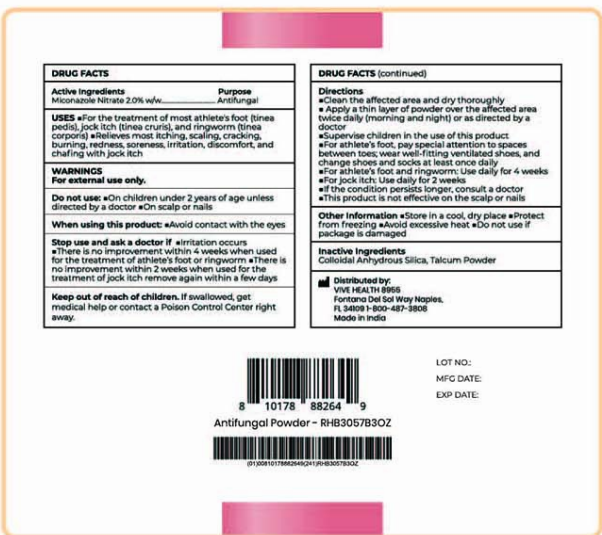 DRUG FACTS
Active Ingredients Purpose
Miconazole Nitrate 2.0% w/w........................ Antifungal
USES ▪For the treatment of most athlete's foot (tinea
pedis), jock itch (tinea cruris), and ringworm (tinea
corporis) ▪Relieves most itching, scaling, cracking,
burning, redness, soreness, irritation, discomfort, and
chafing with jock itch
WARNINGS
For external use only.
Do not use: ▪On children under 2 years of age unless
directed by a doctor ▪On scalp or nails
When using this product: ▪Avoid contact with the eyes
Stop use and ask a doctor if ▪Irritation occurs
▪There is no improvement within 4 weeks when used
for the treatment of athlete's foot or ringworm ▪There is
no improvement within 2 weeks when used for the
treatment of jock itch remove again within a few days
Keep out of reach of children. If swallowed, get
medical help or contact a Poison Control Center right
away.
DRUG FACTS (continued)
Directions
▪Clean the affected area and dry thoroughly
▪ Apply a thin layer of powder over the affected area
twice daily (morning and night) or as directed by a
doctor
▪Supervise children in the use of this product
▪For athlete's foot, pay special attention to spaces
between toes; wear well-fitting ventilated shoes, and
change shoes and socks at least once daily
▪For athlete's foot and ringworm: Use daily for 4 weeks
▪For jock itch: Use daily for 2 weeks
▪If the condition persists longer, consult a doctor
▪This product is not effective on the scalp or nails
Other Information ▪Store in a cool, dry place ▪Protect
from freezing ▪Avoid excessive heat ▪Do not use if
package is damaged
Inactive Ingredients
Colloidal Anhydrous Silica, Talcum Powder
Distributed by:
VIVE HEALTH 8955
Fontana Del Sol Way Naples,
FL 34109 1-800-487-3808
Made in India
8 10178 88264 9
Antifungal Powder - RHB3057B3OZ
(01)00810178882649(241)RHB3057B3OZ
LOT NO.:
MFG DATE:
EXP DATE: